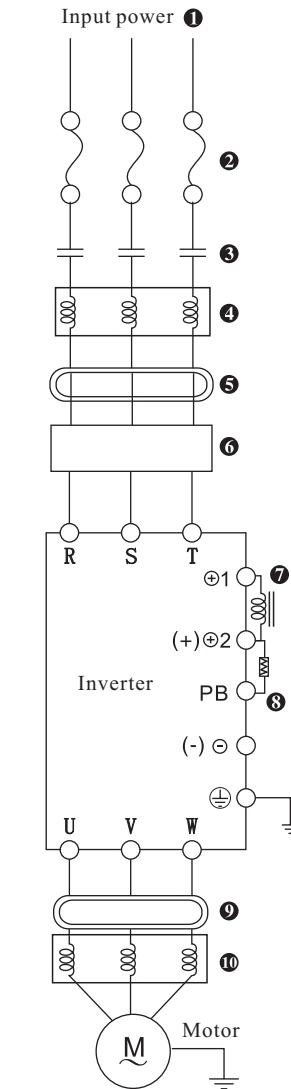 Input power ❶
❷
❸
❹
❺
❻
R S T
⊕1 ❼
(+) ⊕2
Inverter
PB ❽
(-) ⊖
U V W
❾
❿
Motor
M
~